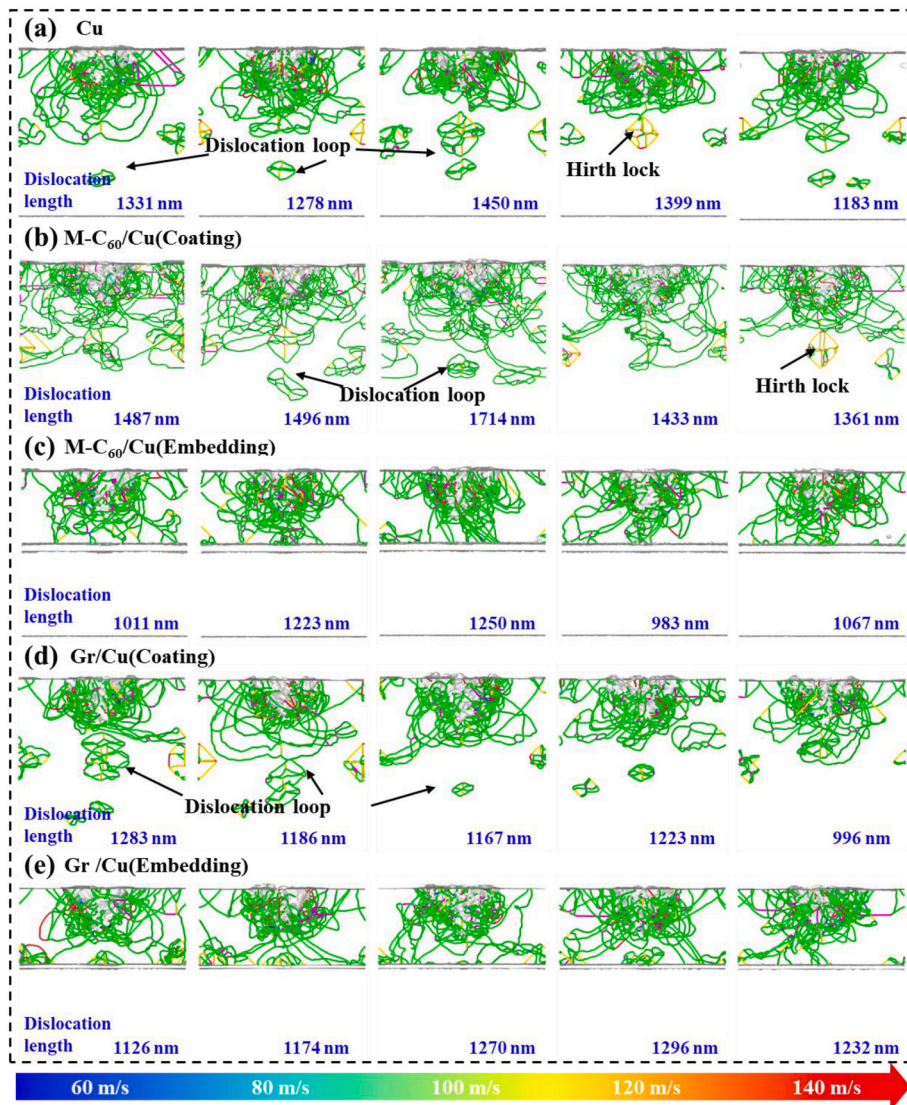 (a) Cu
Dislocation loop
Hirth lock
Dislocation
length
1331 nm 1278 nm 1450 nm 1399 nm 1183 nm
(b) M-C₆₀/Cu(Coating)
Dislocation loop
Hirth lock
Dislocation
length
1487 nm 1496 nm 1714 nm 1433 nm 1361 nm
(c) M-C₆₀/Cu(Embedding)
Dislocation
length
1011 nm 1223 nm 1250 nm 983 nm 1067 nm
(d) Gr/Cu(Coating)
Dislocation loop
Dislocation
length
1283 nm 1186 nm 1167 nm 1223 nm 996 nm
(e) Gr /Cu(Embedding)
Dislocation
length
1126 nm 1174 nm 1270 nm 1296 nm 1232 nm
60 m/s 80 m/s 100 m/s 120 m/s 140 m/s